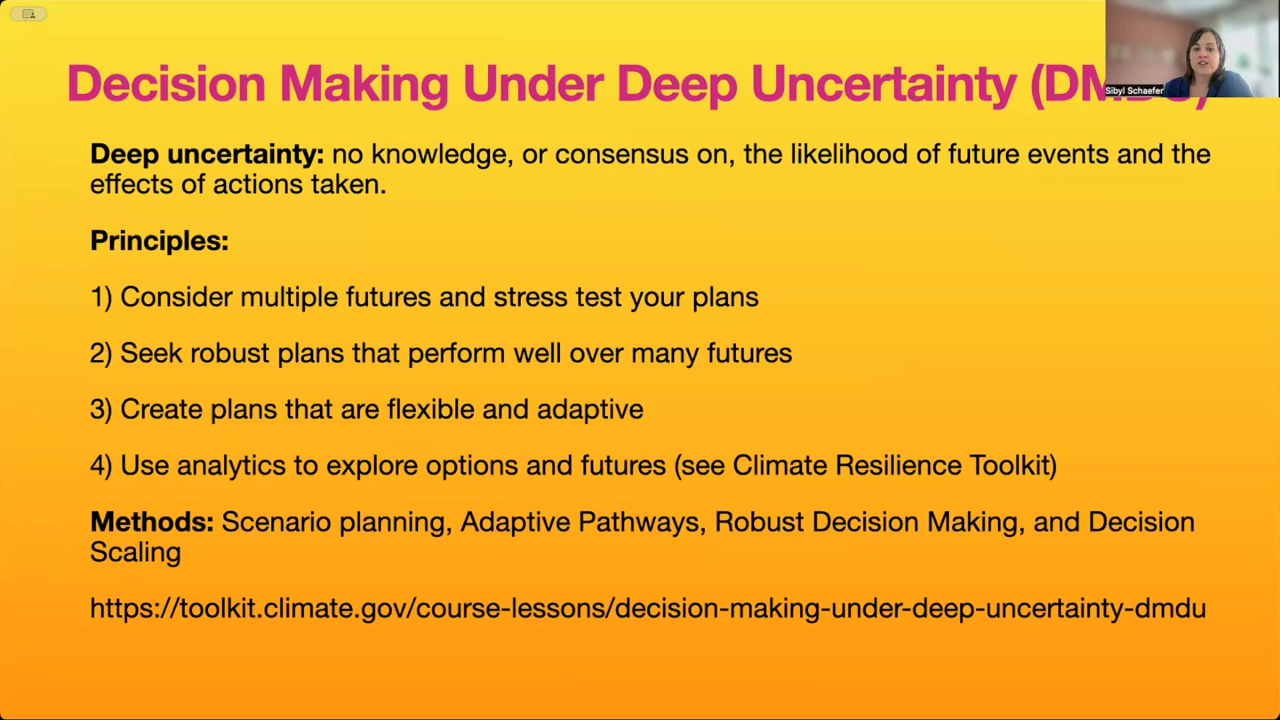 Decision Making Under Deep Uncertainty
Sibyl Schaefer
Deep uncertainty: no knowledge, or consensus on, the likelihood of future events and the
effects of actions taken.
Principles:
1) Consider multiple futures and stress test your plans
2) Seek robust plans that perform well over many futures
3) Create plans that are flexible and adaptive
4) Use analytics to explore options and futures (see Climate Resilience Toolkit)
Methods: Scenario planning, Adaptive Pathways, Robust Decision Making, and Decision
Scaling
https://toolkit.climate.gov/course-lessons/decision-making-under-deep-uncertainty-dmdu